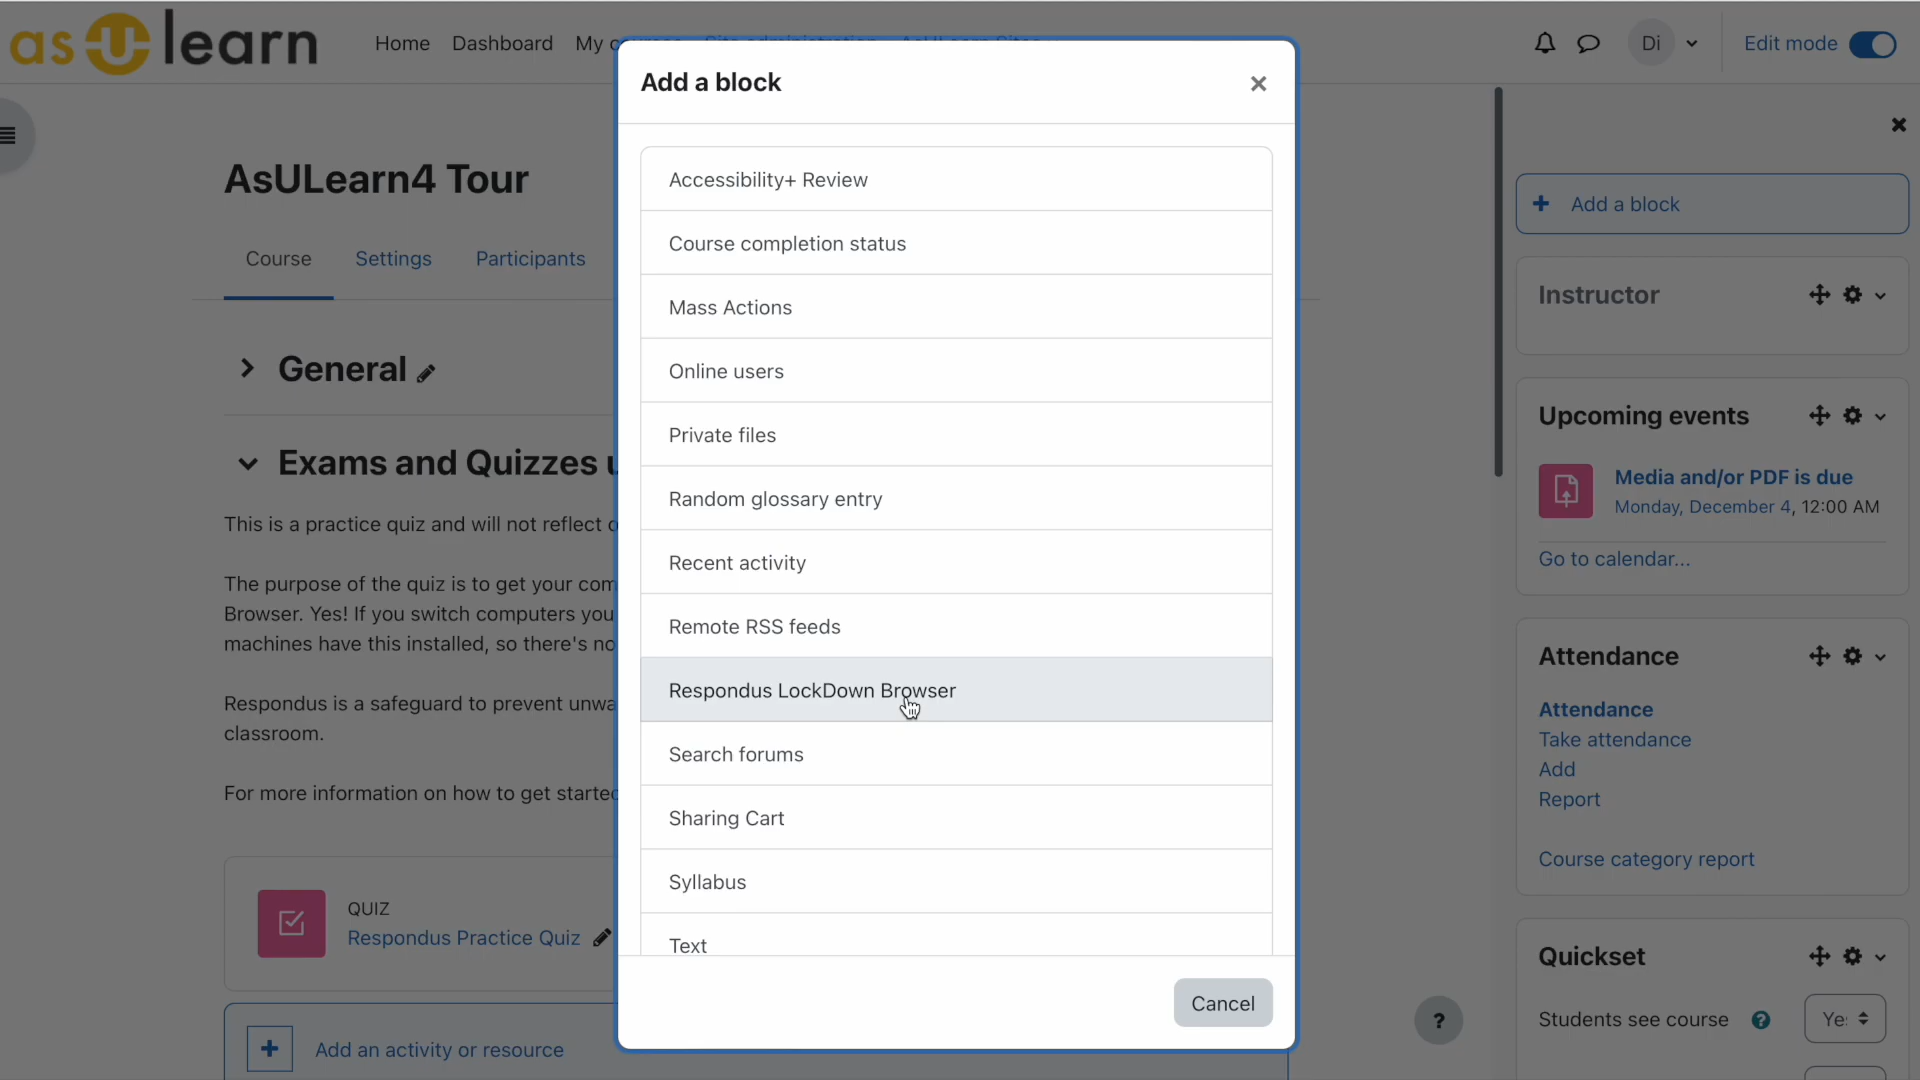 asUlearn
Home Dashboard My
Di
Edit mode
Add a block
Accessibility+ Review
Course completion status
Mass Actions
Online users
Private files
Random glossary entry
Recent activity
Remote RSS feeds
Respondus LockDown Browser
Search forums
Sharing Cart
Syllabus
Text
Cancel
AsULearn4 Tour
Course Settings Participants
General
Exams and Quizzes
This is a practice quiz and will not reflect
The purpose of the quiz is to get your com
Browser. Yes! If you switch computers you
machines have this installed, so there's no
Respondus is a safeguard to prevent unwa
classroom.
For more information on how to get started
QUIZ
Respondus Practice Quiz
Add an activity or resource
Add a block
Instructor
Upcoming events
Media and/or PDF is due
Monday, December 4, 12:00 AM
Go to calendar...
Attendance
Attendance
Take attendance
Add
Report
Course category report
Quickset
Students see course ? Yes
?